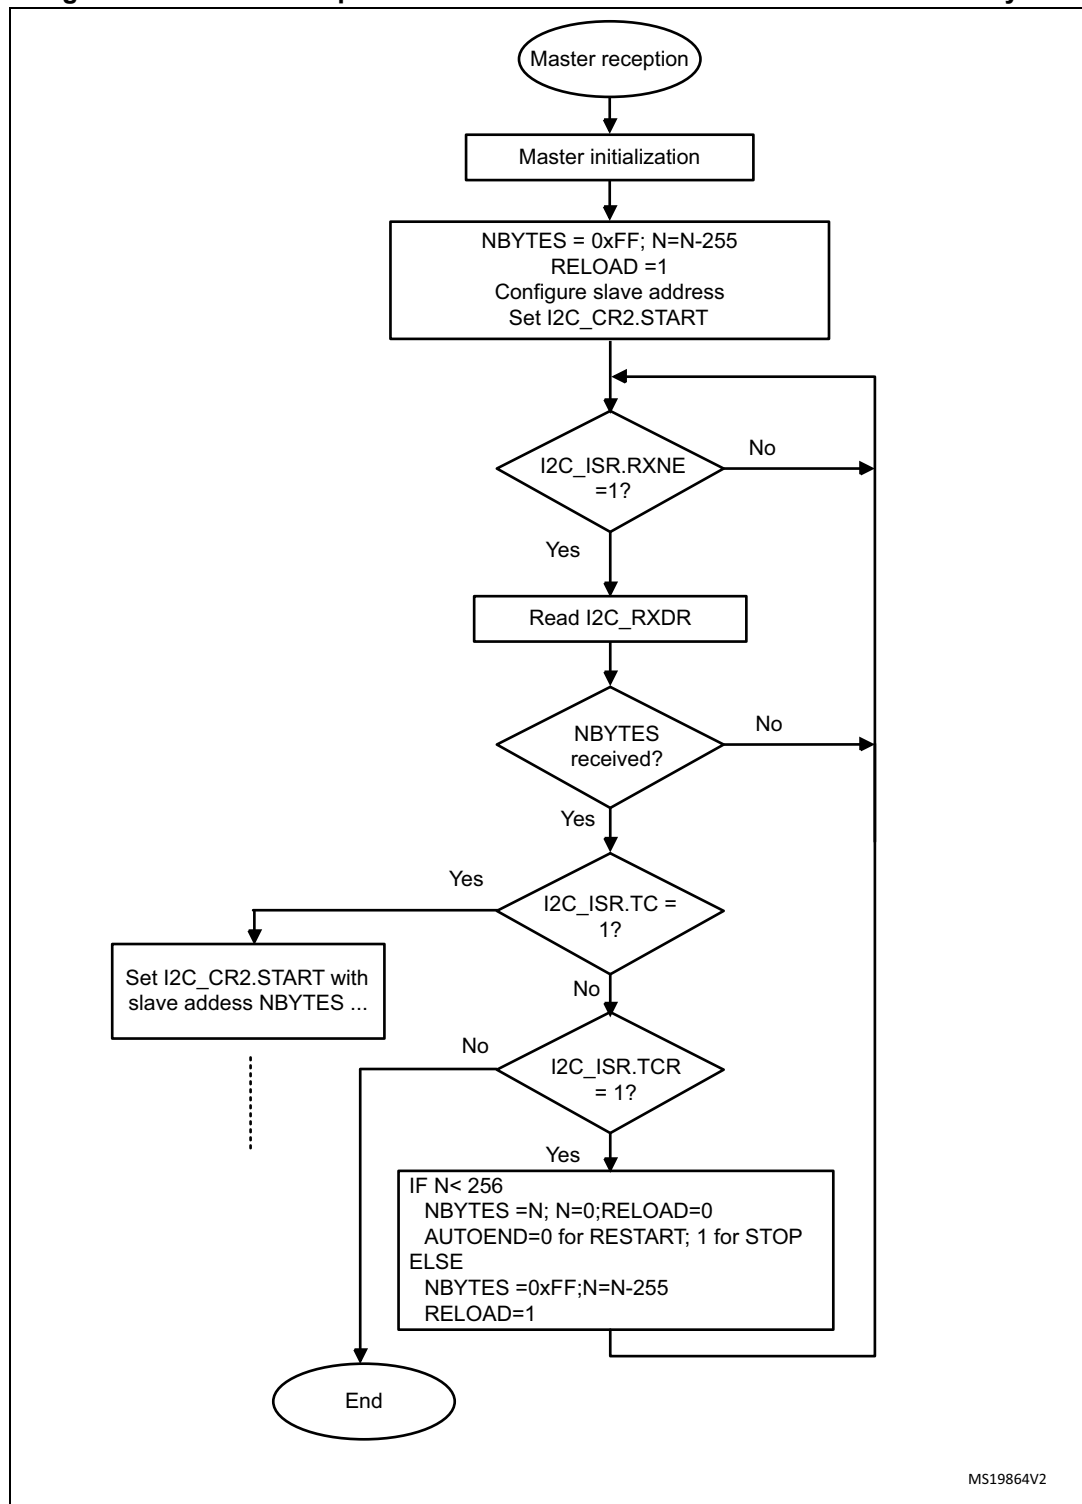 Master reception
Master initialization
NBYTES = 0xFF; N=N-255
RELOAD =1
Configure slave address
Set I2C_CR2.START
I2C_ISR.RXNE
=1?
No
Yes
Read I2C_RXDR
NBYTES
received?
No
Yes
I2C_ISR.TC =
1?
Yes
Set I2C_CR2.START with
slave addess NBYTES ...
No
I2C_ISR.TCR
= 1?
No
Yes
IF N< 256
NBYTES =N; N=0;RELOAD=0
AUTOEND=0 for RESTART; 1 for STOP
ELSE
NBYTES =0xFF;N=N-255
RELOAD=1
End
MS19864V2